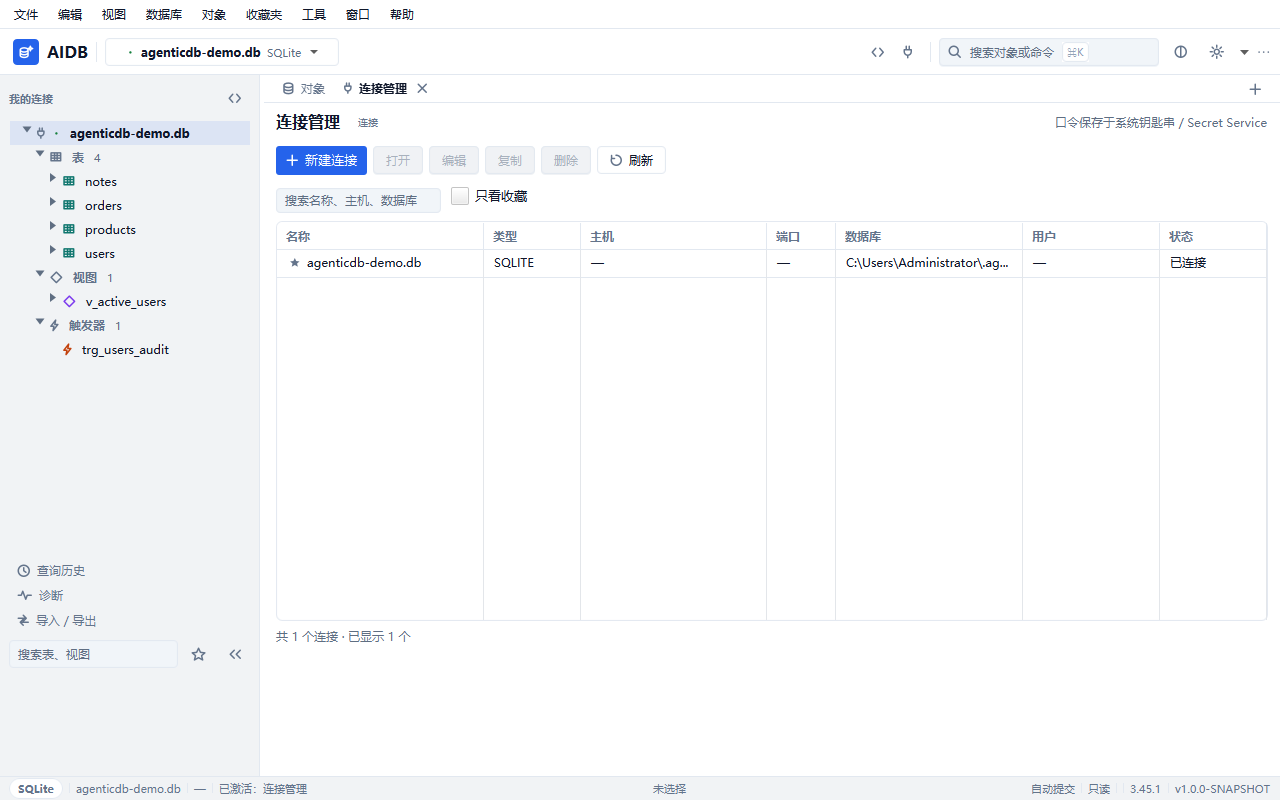 文件 编辑 视图 数据库 对象 收藏夹 工具 窗口 帮助
AIDB · agenticdb-demo.db SQLite 搜索对象或命令 ⌘K ···
我的连接
对象 连接管理
连接管理 连接 口令保存于系统钥匙串 / Secret Service
新建连接 打开 编辑 复制 删除 刷新
搜索名称、主机、数据库 只看收藏
名称 类型 主机 端口 数据库 用户 状态
agenticdb-demo.db SQLITE — — C:\Users\Administrator\.ag... — 已连接
共 1 个连接 · 已显示 1 个
· agenticdb-demo.db
表 4
notes
orders
products
users
视图 1
v_active_users
触发器 1
trg_users_audit
查询历史
诊断
导入 / 导出
搜索表、视图
SQLite agenticdb-demo.db — 已激活：连接管理 未选择 自动提交 只读 3.45.1 v1.0.0-SNAPSHOT